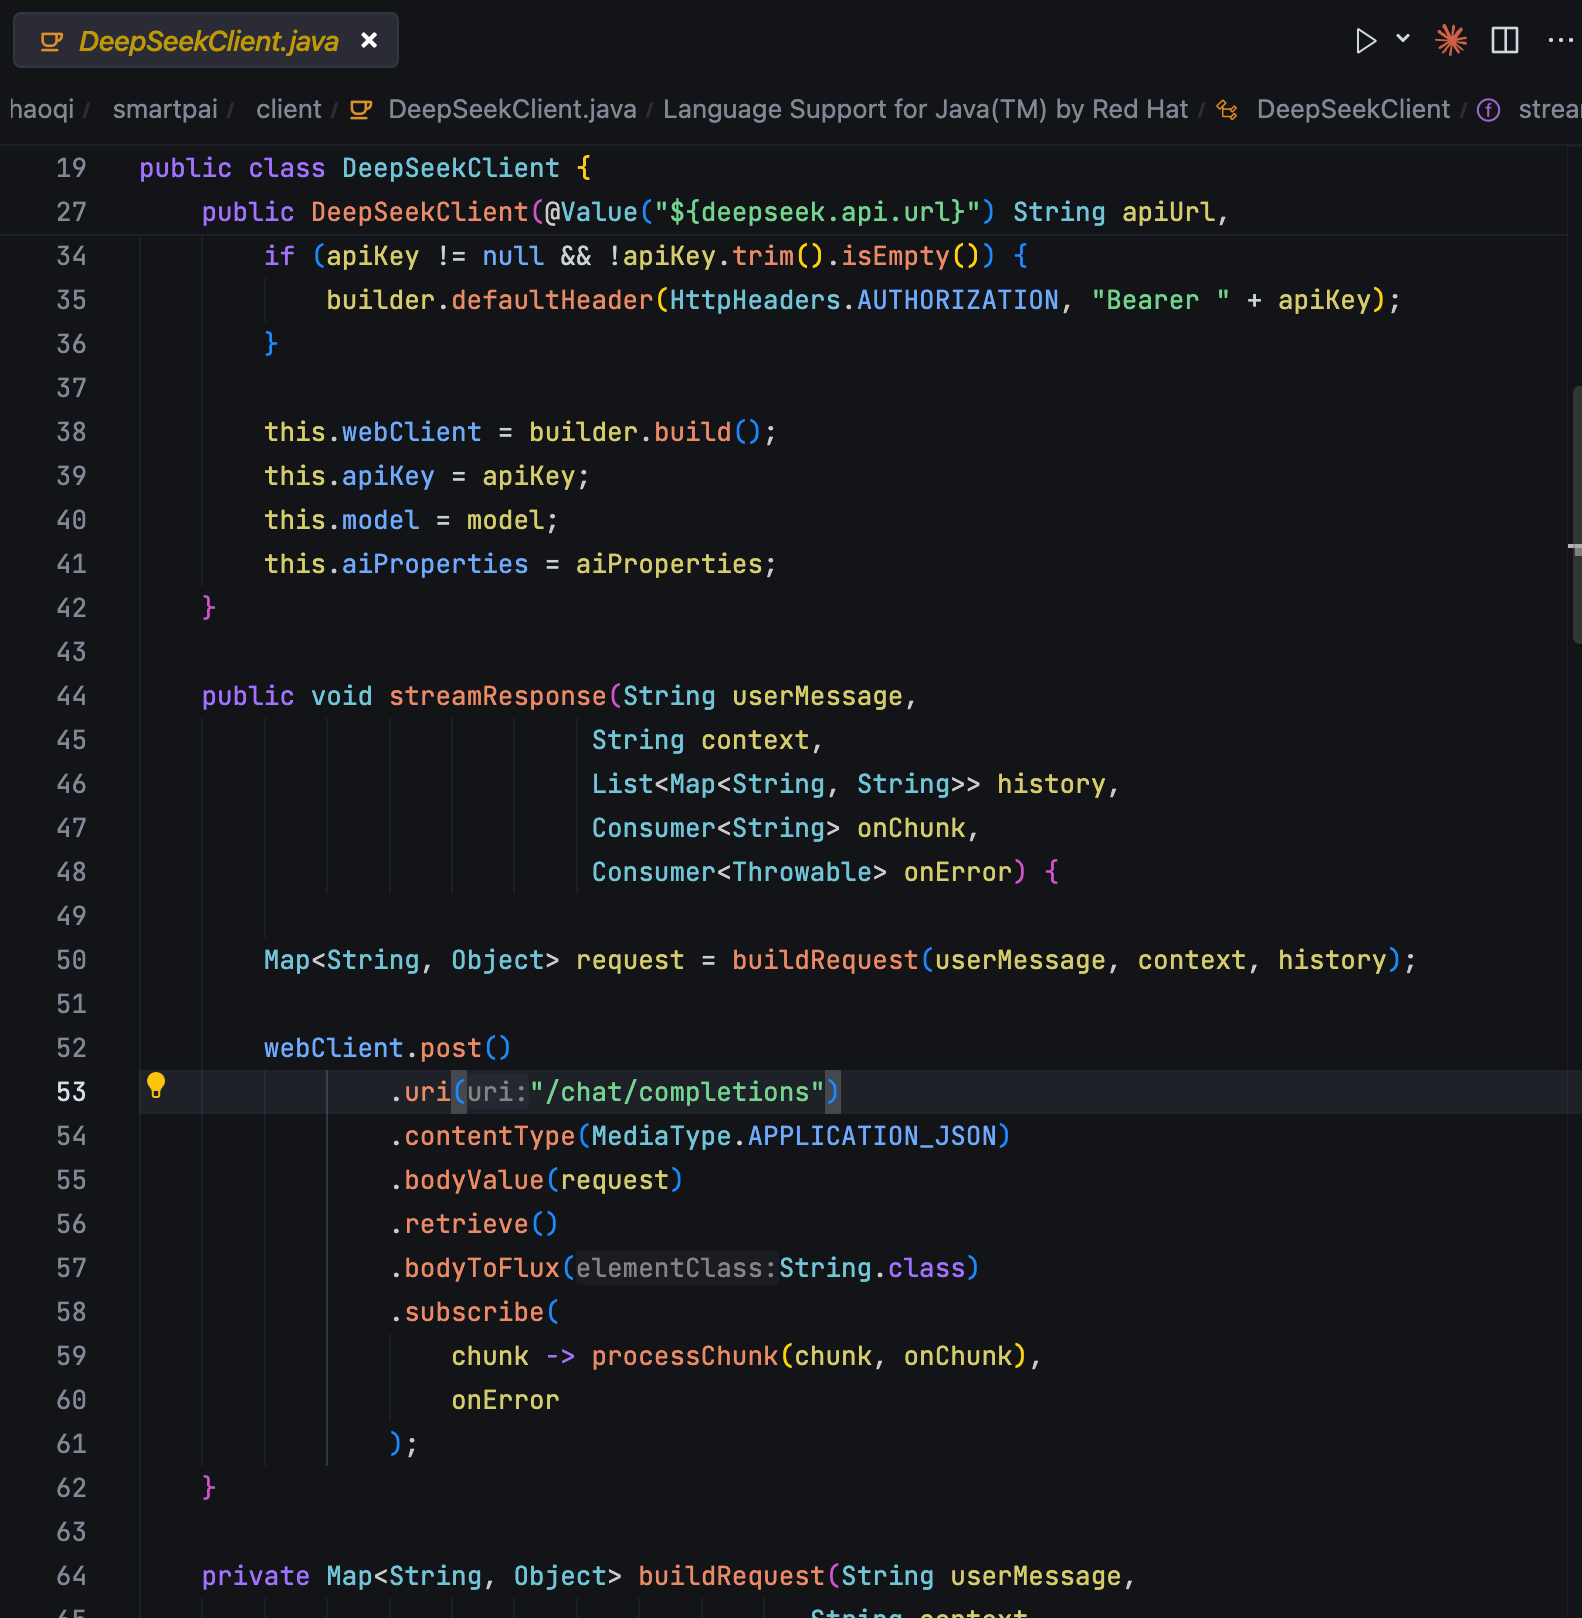 DeepSeekClient.java
haoqi / smartpai / client / DeepSeekClient.java / Language Support for Java(TM) by Red Hat / DeepSeekClient / strea
19 public class DeepSeekClient {
27     public DeepSeekClient(@Value("${deepseek.api.url}") String apiUrl,
34         if (apiKey != null && !apiKey.trim().isEmpty()) {
35             builder.defaultHeader(HttpHeaders.AUTHORIZATION, "Bearer " + apiKey);
36         }
37
38         this.webClient = builder.build();
39         this.apiKey = apiKey;
40         this.model = model;
41         this.aiProperties = aiProperties;
42     }
43
44     public void streamResponse(String userMessage,
45                              String context,
46                              List<Map<String, String>> history,
47                              Consumer<String> onChunk,
48                              Consumer<Throwable> onError) {
49
50         Map<String, Object> request = buildRequest(userMessage, context, history);
51
52         webClient.post()
53                 .uri(uri:"/chat/completions")
54                 .contentType(MediaType.APPLICATION_JSON)
55                 .bodyValue(request)
56                 .retrieve()
57                 .bodyToFlux(elementClass:String.class)
58                 .subscribe(
59                     chunk -> processChunk(chunk, onChunk),
60                     onError
61                 );
62     }
63
64     private Map<String, Object> buildRequest(String userMessage,
65                                            String context